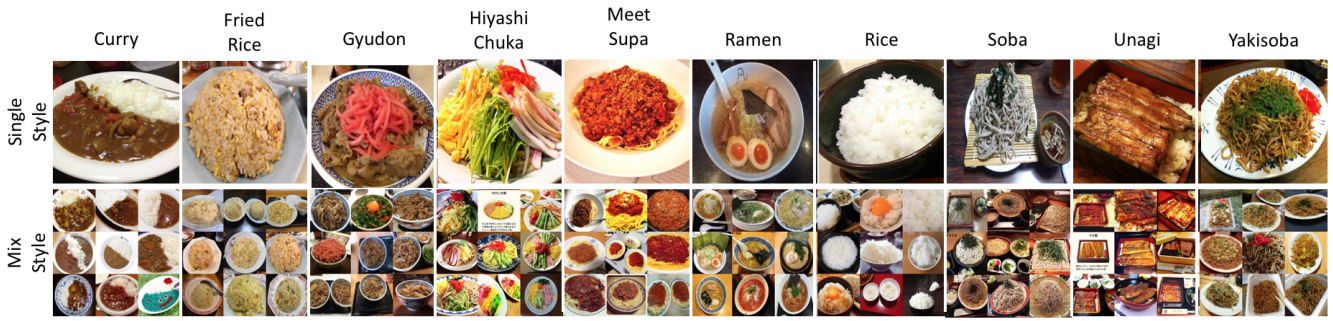 Curry
Fried
Rice
Gyudon
Hiyashi
Chuka
Meet
Supa
Ramen
Rice
Soba
Unagi
Yakisoba
Single
Style
Mix
Style